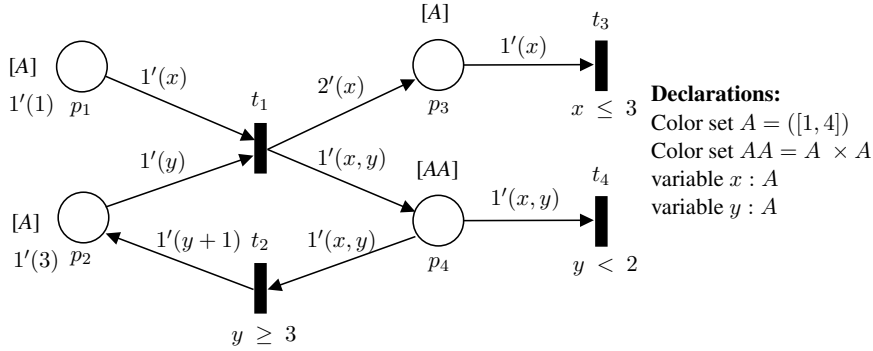 [A]
1′(1)
p₁
1′(x)
[A]
1′(3)
p₂
1′(y)
t₁
2′(x)
1′(x, y)
1′(y + 1)
t₂
y ≥ 3
1′(x, y)
[A]
p₃
1′(x)
t₃
x ≤ 3
[AA]
p₄
1′(x, y)
t₄
y < 2
Declarations:
Color set A = ([1, 4])
Color set AA = A × A
variable x : A
variable y : A